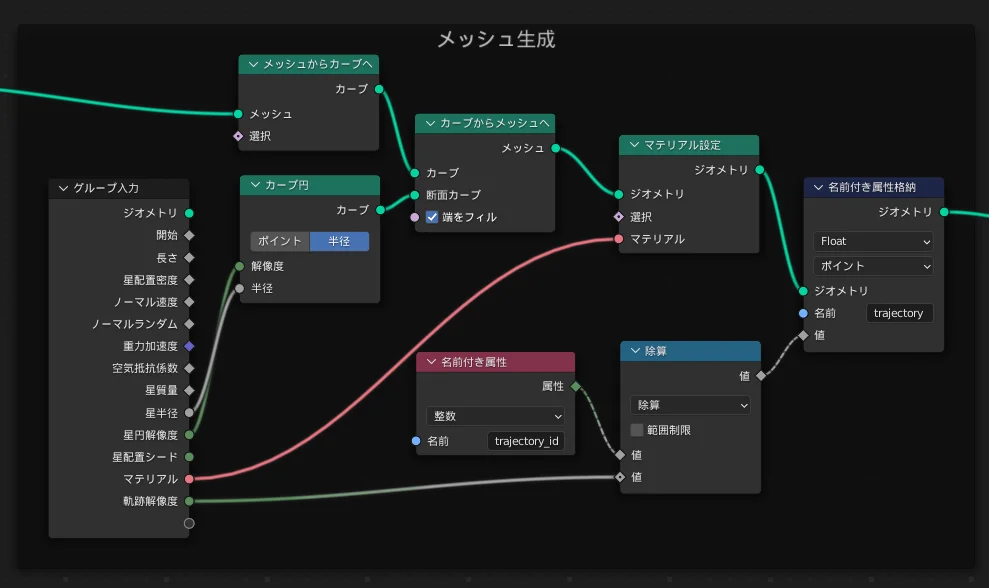 メッシュ生成
メッシュからカーブへ
カーブ
メッシュ
選択
グループ入力
ジオメトリ
開始
長さ
星配置密度
ノーマル速度
ノーマルランダム
重力加速度
空気抵抗係数
星質量
星半径
星円解像度
星配置シード
マテリアル
軌跡解像度
カーブ円
カーブ
ポイント 半径
解像度
半径
カーブからメッシュへ
メッシュ
カーブ
断面カーブ
端をフィル
名前付き属性
属性
整数
名前 trajectory_id
マテリアル設定
ジオメトリ
ジオメトリ
選択
マテリアル
除算
値
除算
範囲制限
値
値
名前付き属性格納
ジオメトリ
Float
ポイント
ジオメトリ
名前 trajectory
値